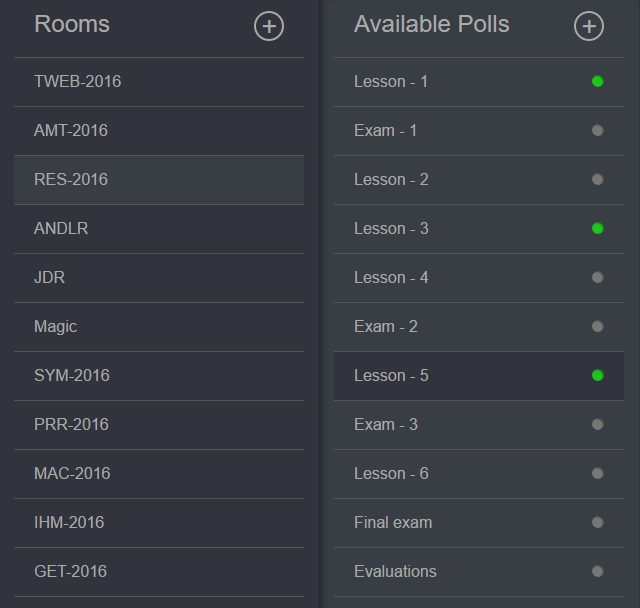 Rooms
TWEB-2016
AMT-2016
RES-2016
ANDLR
JDR
Magic
SYM-2016
PRR-2016
MAC-2016
IHM-2016
GET-2016
Available Polls
Lesson - 1
Exam - 1
Lesson - 2
Lesson - 3
Lesson - 4
Exam - 2
Lesson - 5
Exam - 3
Lesson - 6
Final exam
Evaluations